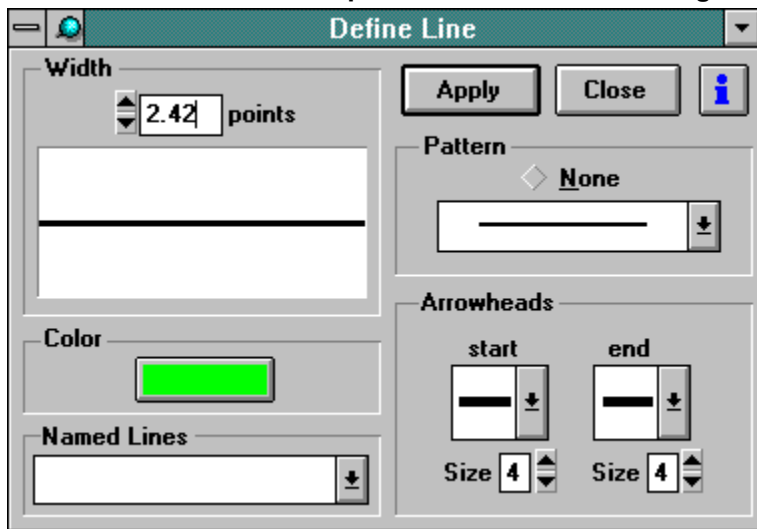 Define Line
Width
2.42 points
Apply
Close
i
Pattern
None
Arrowheads
start
end
Size 4
Size 4
Color
Named Lines